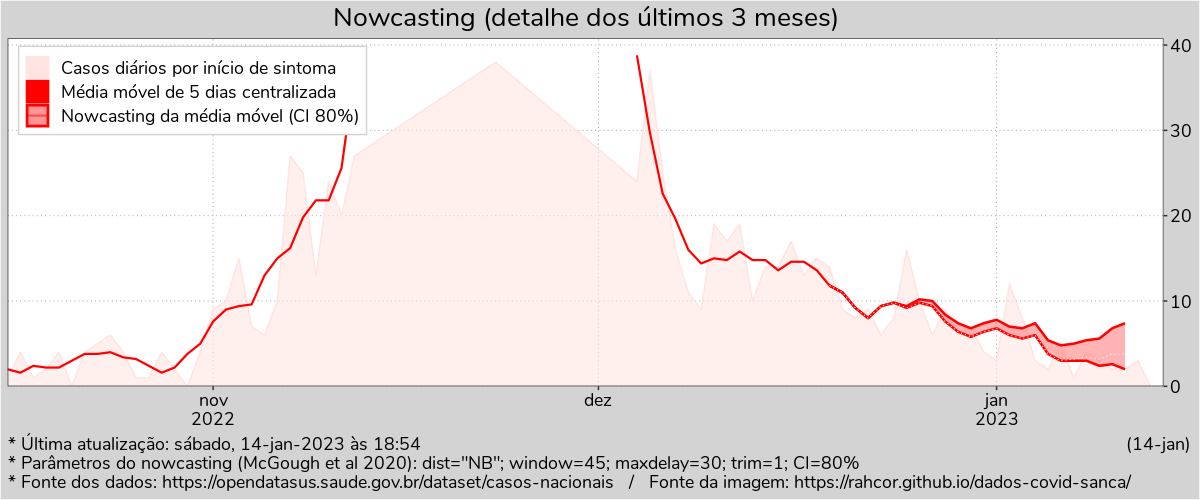 Nowcasting (detalhe dos últimos 3 meses)
Casos diários por início de sintoma
Média móvel de 5 dias centralizada
Nowcasting da média móvel (CI 80%)
40
30
20
10
0
nov
2022
dez
jan
2023
* Última atualização: sábado, 14-jan-2023 às 18:54
(14-jan)
* Parâmetros do nowcasting (McGough et al 2020): dist="NB"; window=45; maxdelay=30; trim=1; CI=80%
* Fonte dos dados: https://opendatasus.saude.gov.br/dataset/casos-nacionais / Fonte da imagem: https://rahcor.github.io/dados-covid-sanca/